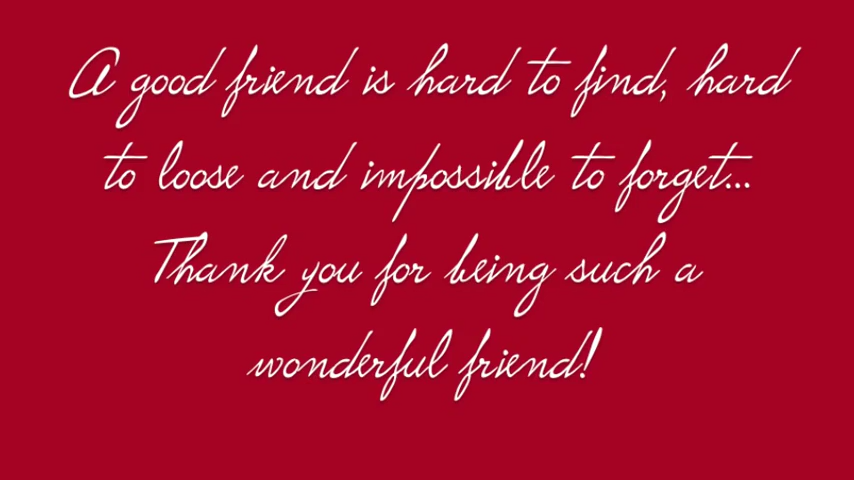 A good friend is hard to find, hard
to loose and impossible to forget...
Thank you for being such a
wonderful friend!